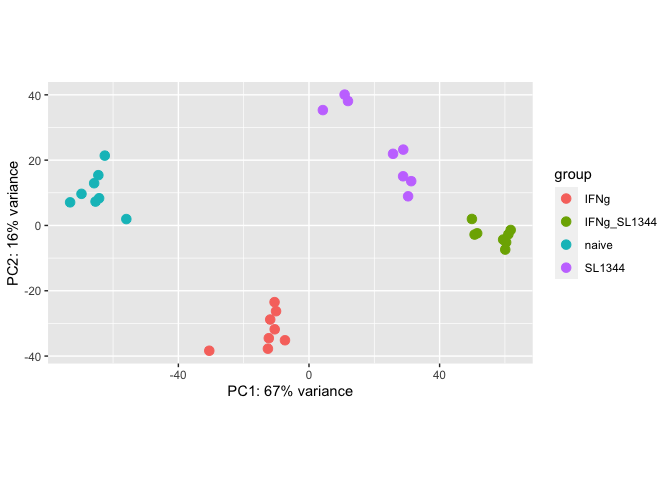 40
20
0
-20
-40
PC2: 16% variance
-40
0
40
PC1: 67% variance
group
IFNg
IFNg_SL1344
naive
SL1344